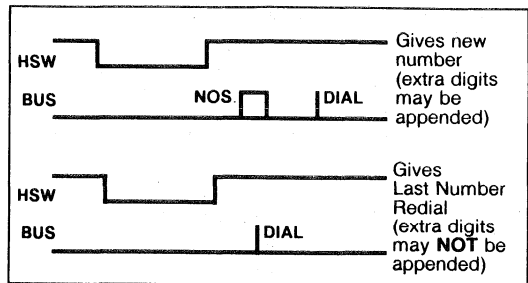 HSW
BUS
NOS.
DIAL
Gives new
number
(extra digits
may be
appended)
HSW
BUS
DIAL
Gives
Last Number
Redial
(extra digits
may NOT be
appended)